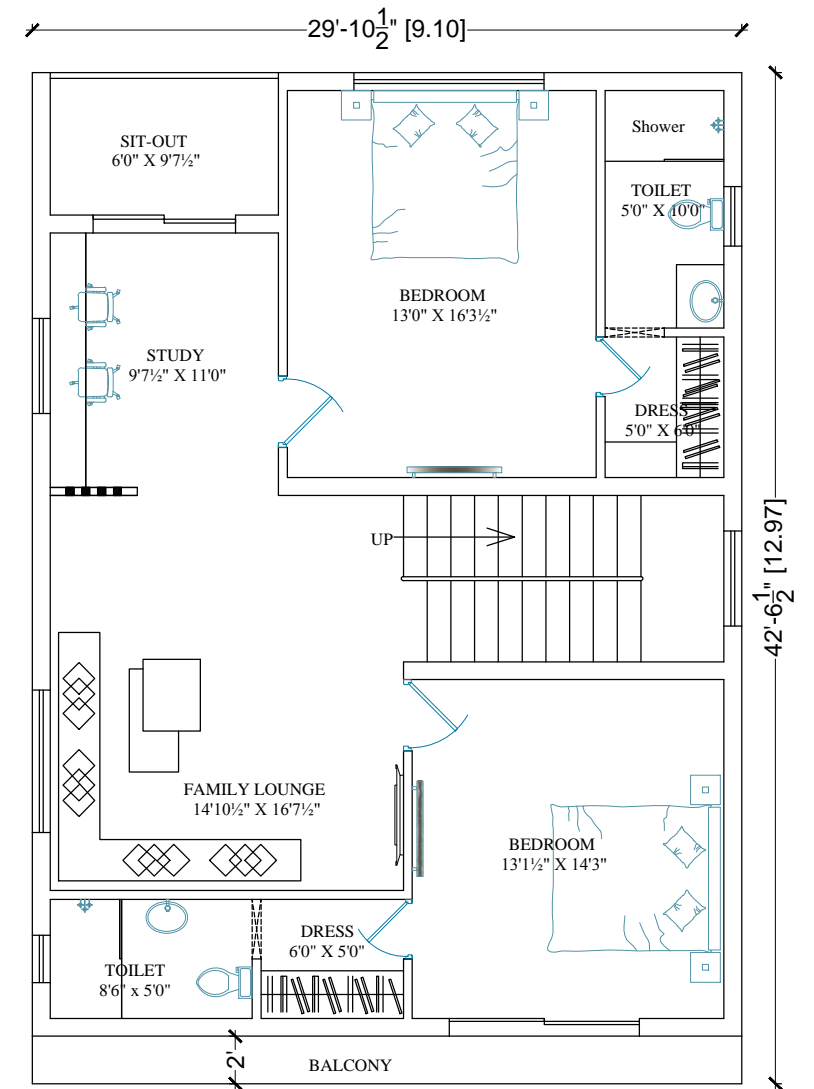 29'-10½" [9.10]
SIT-OUT
6'0" X 9'7½"
Shower
TOILET
5'0" X 10'0"
BEDROOM
13'0" X 16'3½"
STUDY
9'7½" X 11'0"
DRESS
5'0" X 6'0"
UP
42'-6½" [12.97]
FAMILY LOUNGE
14'10½" X 16'7½"
BEDROOM
13'1½" X 14'3"
DRESS
6'0" X 5'0"
TOILET
8'6" x 5'0"
2'
BALCONY